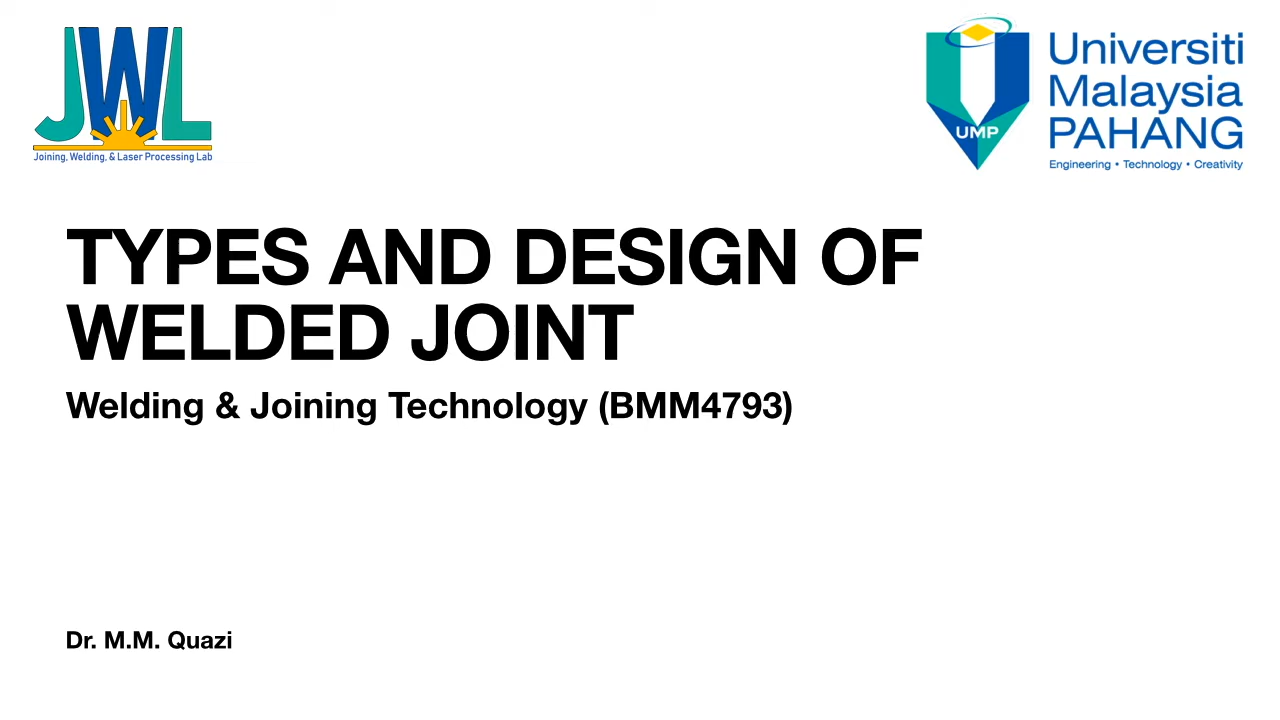 JWL
Joining, Welding, & Laser Processing Lab
UMP
Universiti
Malaysia
PAHANG
Engineering • Technology • Creativity
TYPES AND DESIGN OF
WELDED JOINT
Welding & Joining Technology (BMM4793)
Dr. M.M. Quazi